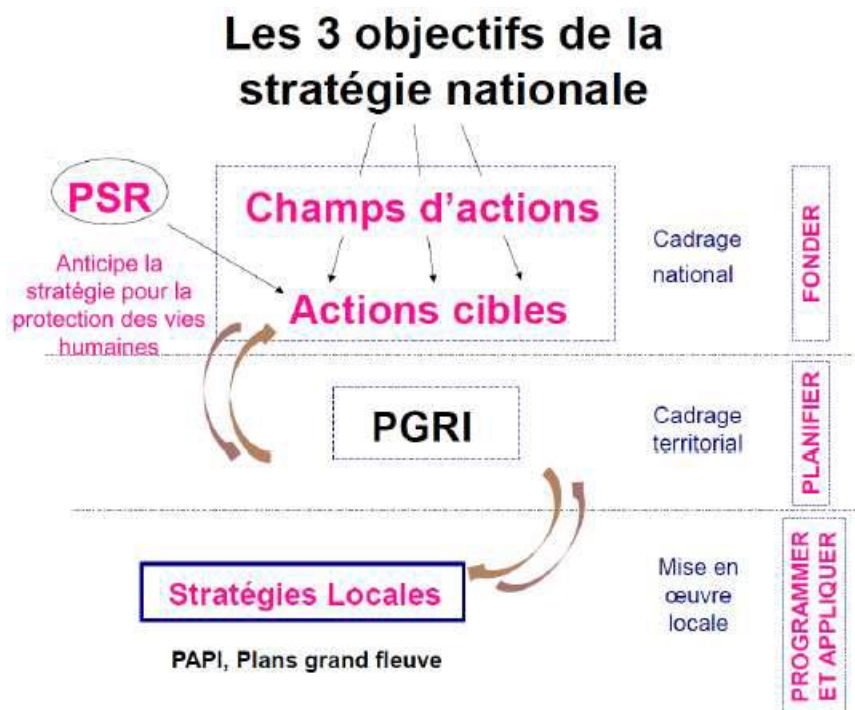 Les 3 objectifs de la
stratégie nationale
PSR
Champs d'actions
Anticipe la
stratégie pour la
protection des vies
humaines
Actions cibles
Cadrage
national
FONDER
PGRI
Cadrage
territorial
PLANIFIER
Stratégies Locales
PAPI, Plans grand fleuve
Mise en
œuvre
locale
PROGRAMMER
ET APPLIQUER